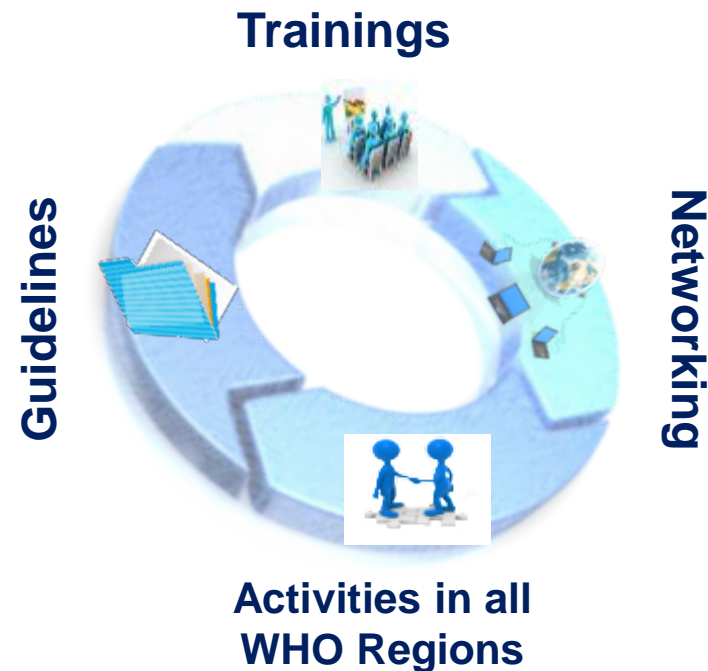 Trainings
Guidelines
Networking
Activities in all
WHO Regions